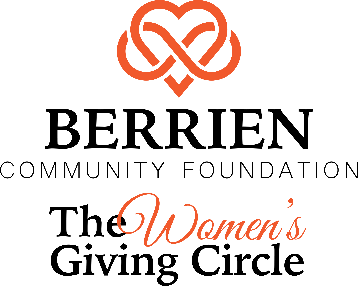 BERRIEN
COMMUNITY FOUNDATION
The Women's
Giving Circle